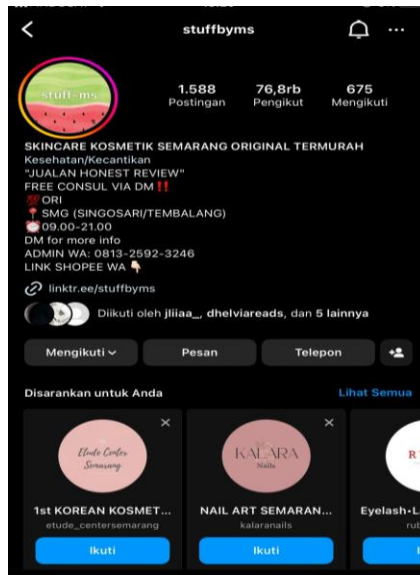 stuffbyms
stuff-ms
1.588 76,8rb 675
Postingan Pengikut Mengikuti
SKINCARE KOSMETIK SEMARANG ORIGINAL TERMURAH
Kesehatan/Kecantikan
"JUALAN HONEST REVIEW"
FREE CONSUL VIA DM ‼️
💯 ORI
📍 SMG (SINGOSARI/TEMBALANG)
⏰ 09.00-21.00
DM for more info
ADMIN WA: 0813-2592-3246
LINK SHOPEE WA 👇🏻
linktr.ee/stuffbyms
Diikuti oleh jliiaa_, dhelviareads, dan 5 lainnya
Mengikuti Pesan Telepon
Disarankan untuk Anda Lihat Semua
Etude Center
Semarang
KALARA
Nails
R
1st KOREAN KOSMET... NAIL ART SEMARAN... Eyelash•L
etude_centersemarang kalaranails rub
Ikuti Ikuti